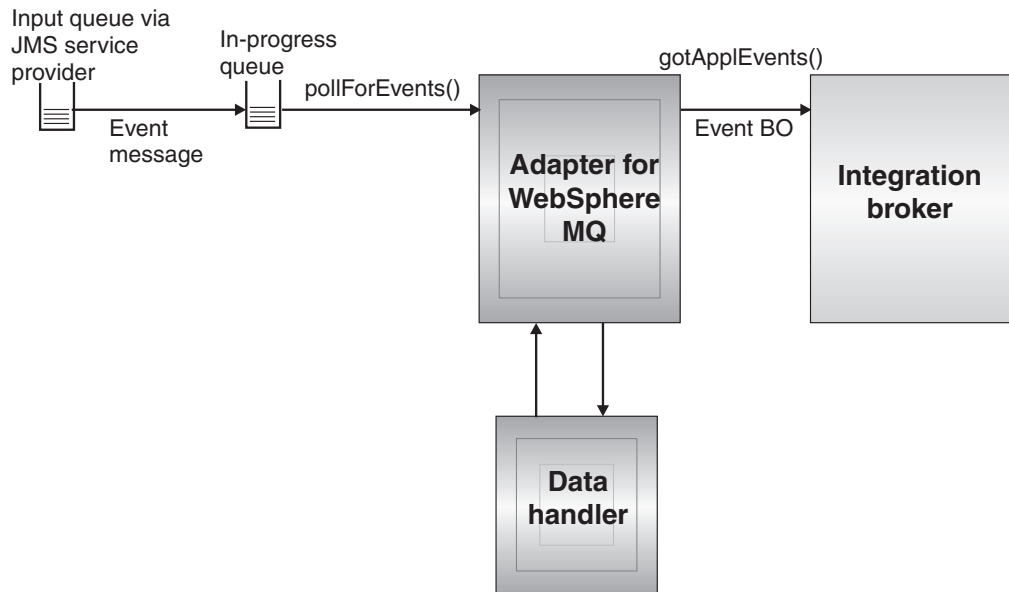 Input queue via
JMS service
provider
In-progress
queue
pollForEvents()
gotApplEvents()
Event
message
Event BO
Adapter for
WebSphere
MQ
Integration
broker
Data
handler